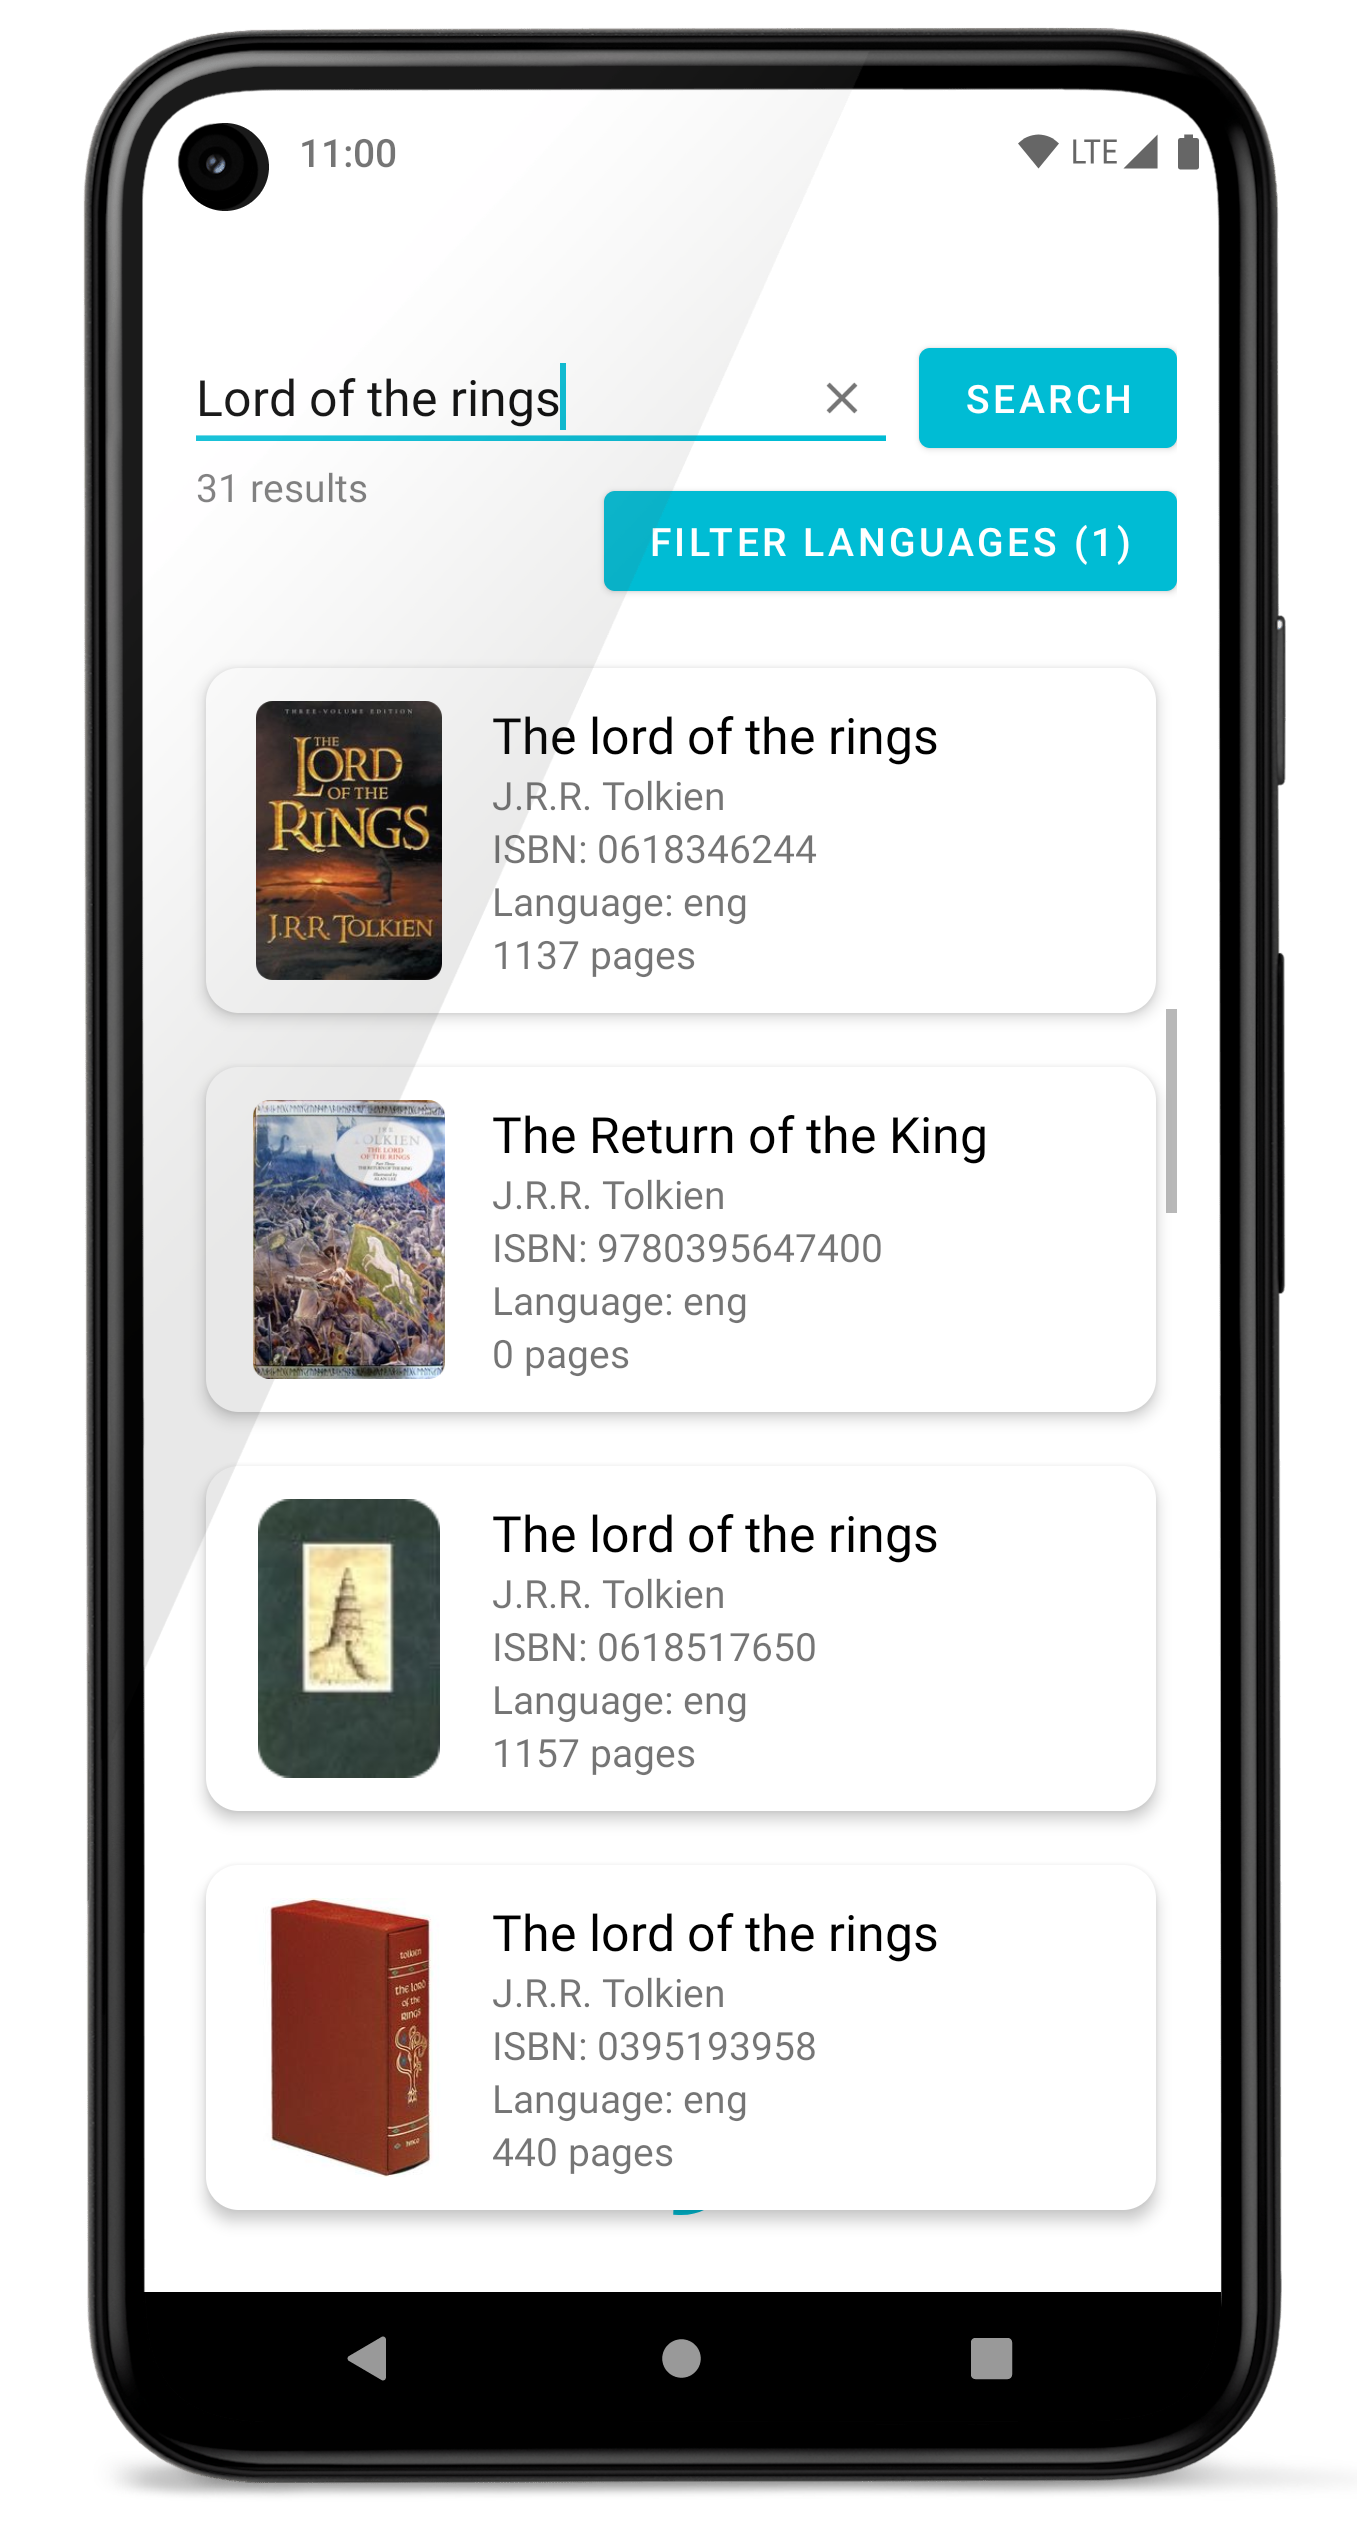 11:00
LTE
Lord of the rings
SEARCH
31 results
FILTER LANGUAGES (1)
THREE-VOLUME EDITION
THE
LORD
OF THE
RINGS
J.R.R. TOLKIEN
The lord of the rings
J.R.R. Tolkien
ISBN: 0618346244
Language: eng
1137 pages
TOLKIEN
THE LORD
OF THE RINGS
The Return of the King
J.R.R. Tolkien
ISBN: 9780395647400
Language: eng
0 pages
The lord of the rings
J.R.R. Tolkien
ISBN: 0618517650
Language: eng
1157 pages
tolkien
the lord
of the
Rings
The lord of the rings
J.R.R. Tolkien
ISBN: 0395193958
Language: eng
440 pages